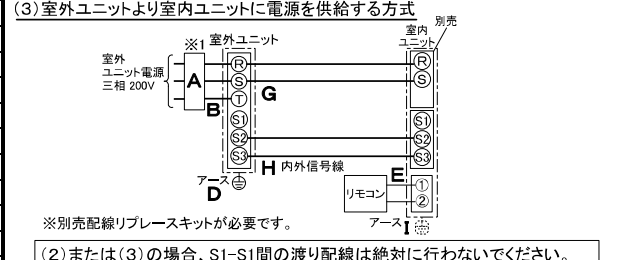 (3)室外ユニットより室内ユニットに電源を供給する方式
別売
※1 室外ユニット
室内
ユニット
室外
ユニット電源
三相 200V
A
B
R
S
T
S1
S2
S3
G
H 内外信号線
R
S
S1
S2
S3
アース
D
E
リモコン
①
②
アース I
※別売配線リプレースキットが必要です。
(2)または(3)の場合、S1-S1間の渡り配線は絶対に行わないでください。